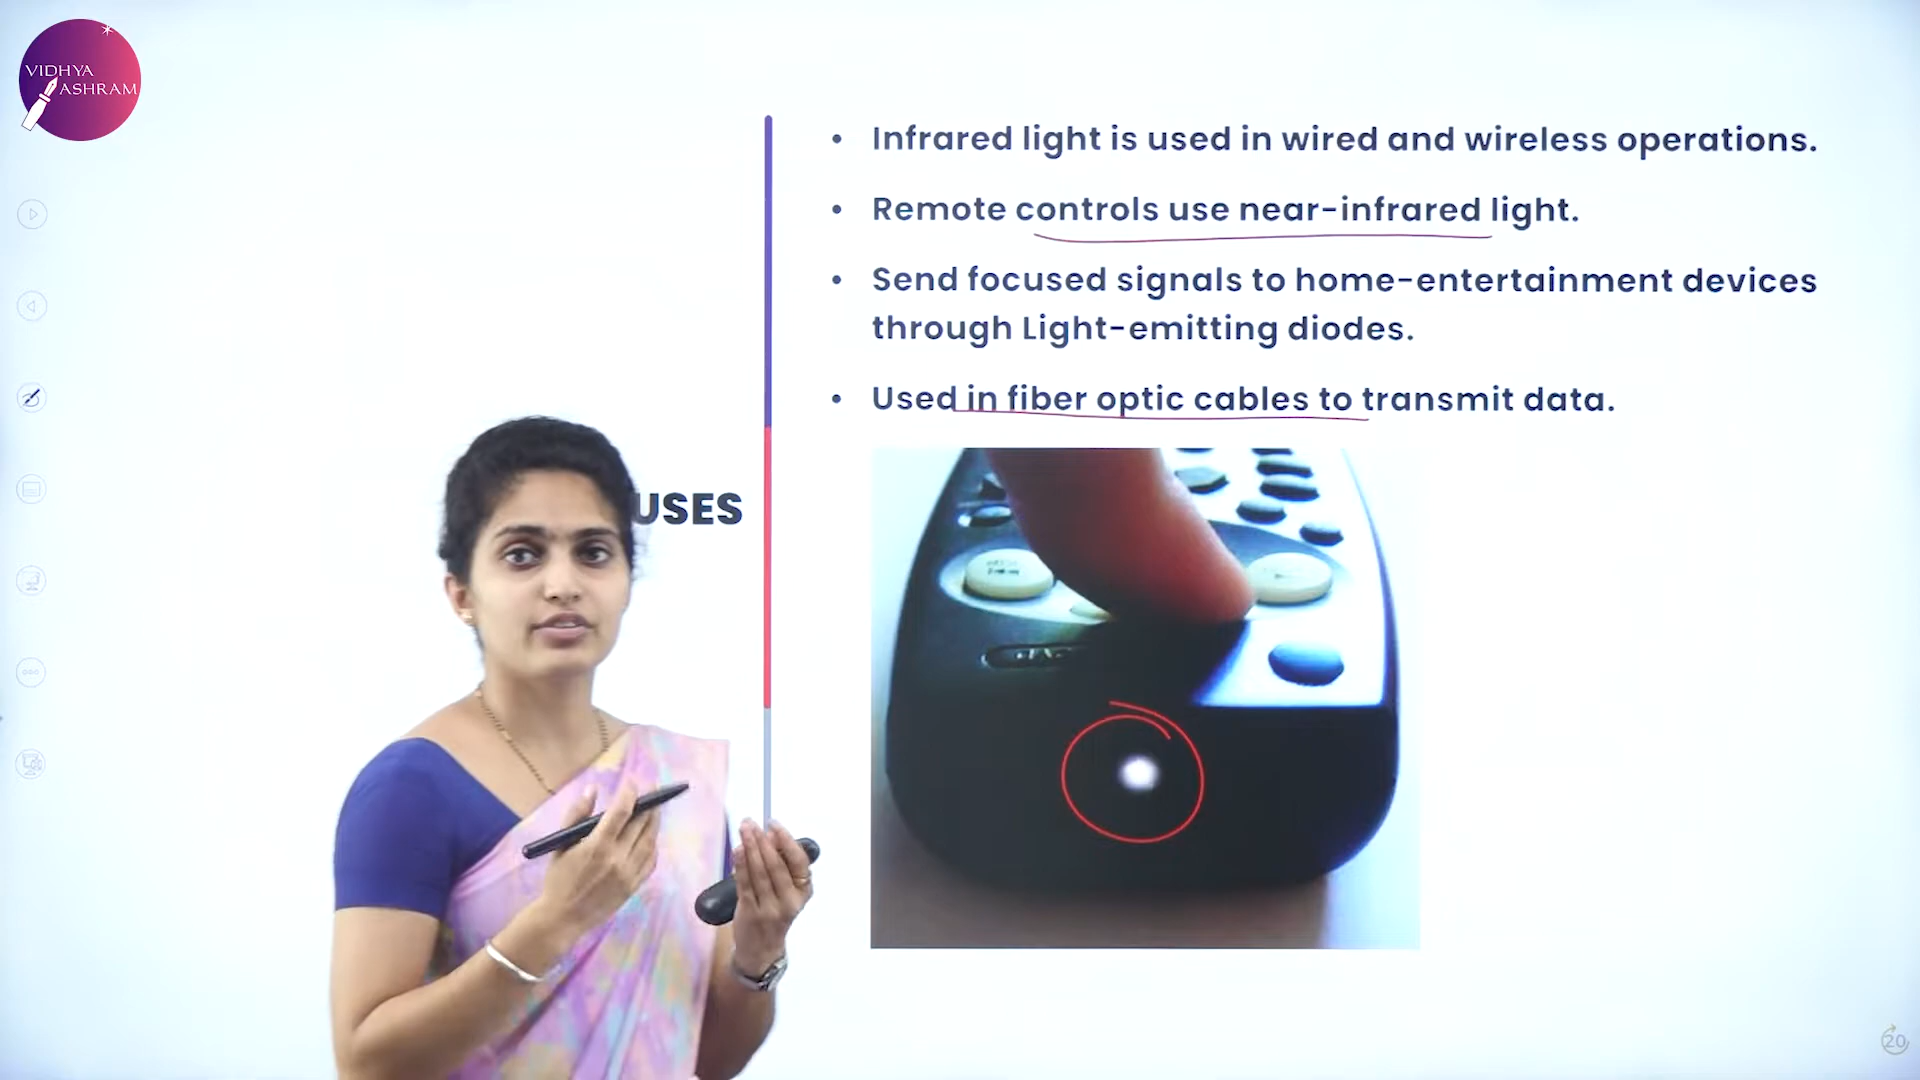 VIDHYA
ASHRAM
• Infrared light is used in wired and wireless operations.
• Remote controls use near-infrared light.
• Send focused signals to home-entertainment devices
through Light-emitting diodes.
• Used in fiber optic cables to transmit data.
USES
20